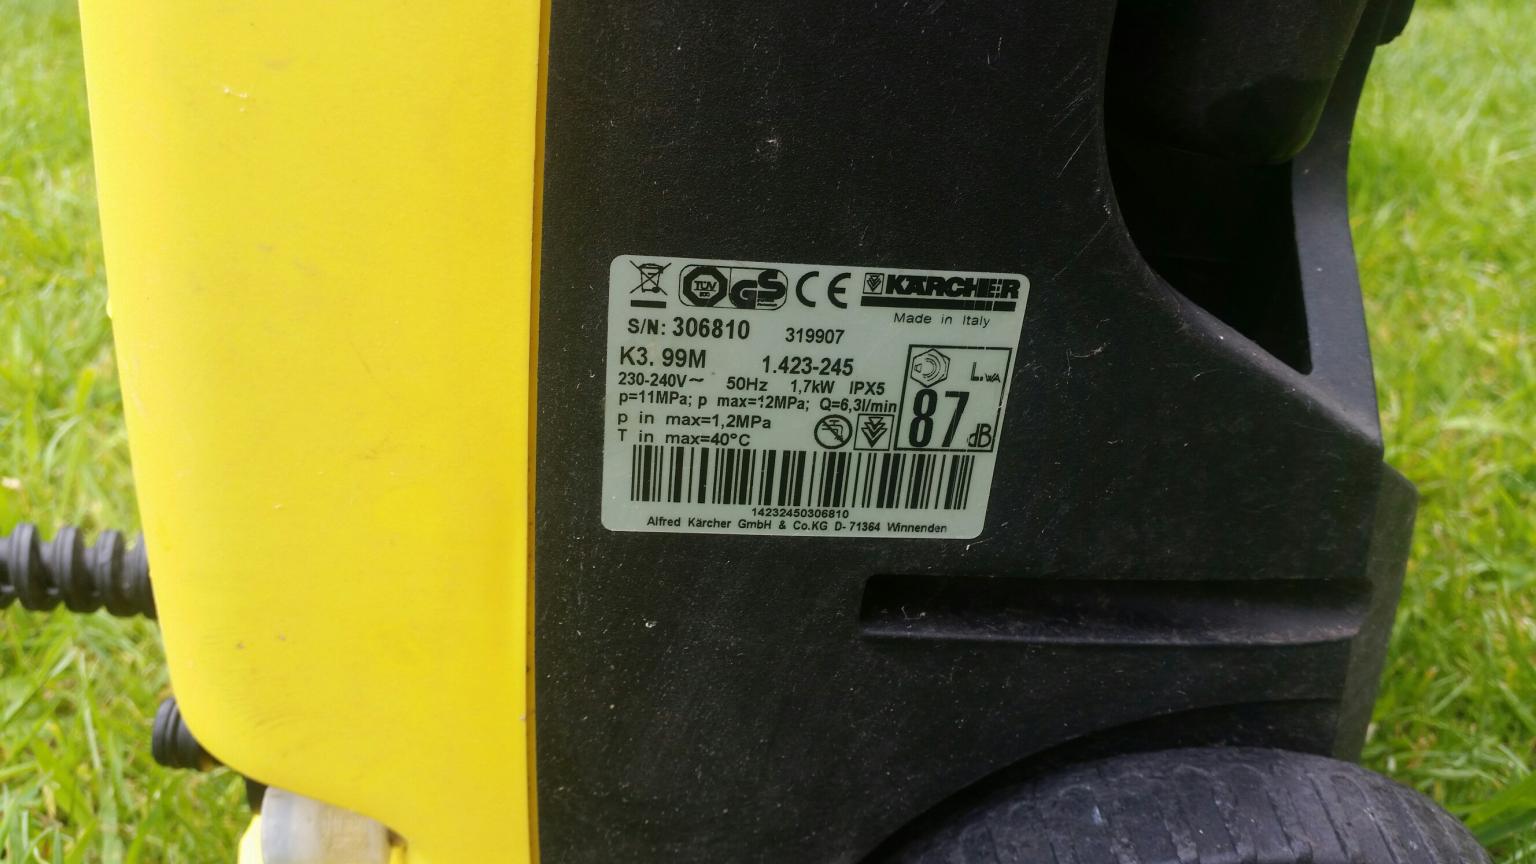 TÜV GS CE KÄRCHER
Made in Italy
S/N: 306810 319907
K3. 99M 1.423-245
230-240V~ 50Hz 1,7kW IPX5
p=11MPa; p max=12MPa; Q=6,3l/min
p in max=1,2MPa
T in max=40°C
LWA
87 dB
14232450306810
Alfred Kärcher GmbH & Co.KG D-71364 Winnenden